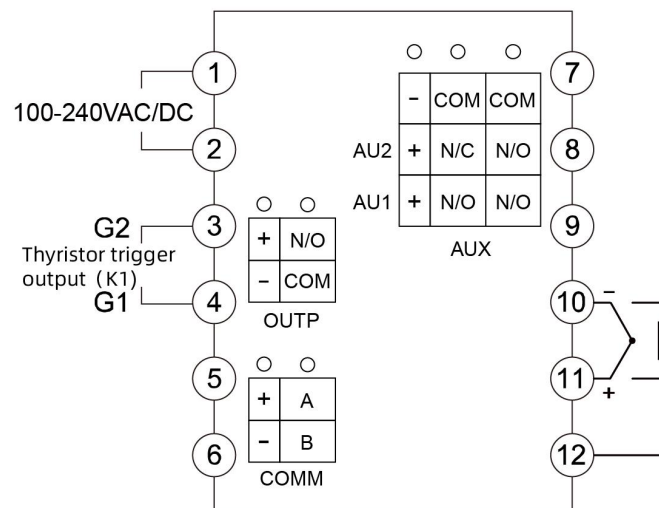 1
7
- COM COM
100-240VAC/DC
2
AU2 + N/C N/O
8
AU1 + N/O N/O
G2
3
+ N/O
AUX
9
Thyristor trigger
output（K1）
- COM
G1
4
OUTP
10
-
5
+ A
11
+
6
- B
COMM
12